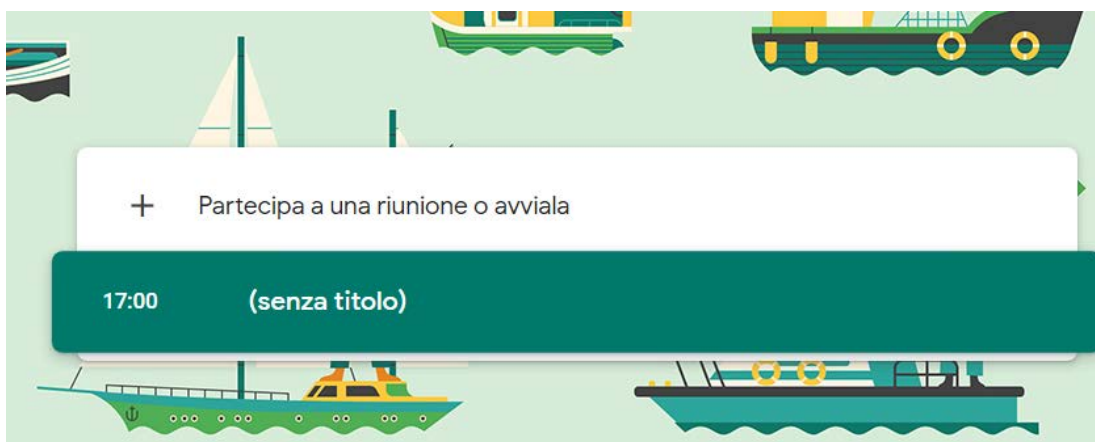 + Partecipa a una riunione o avviala
17:00 (senza titolo)